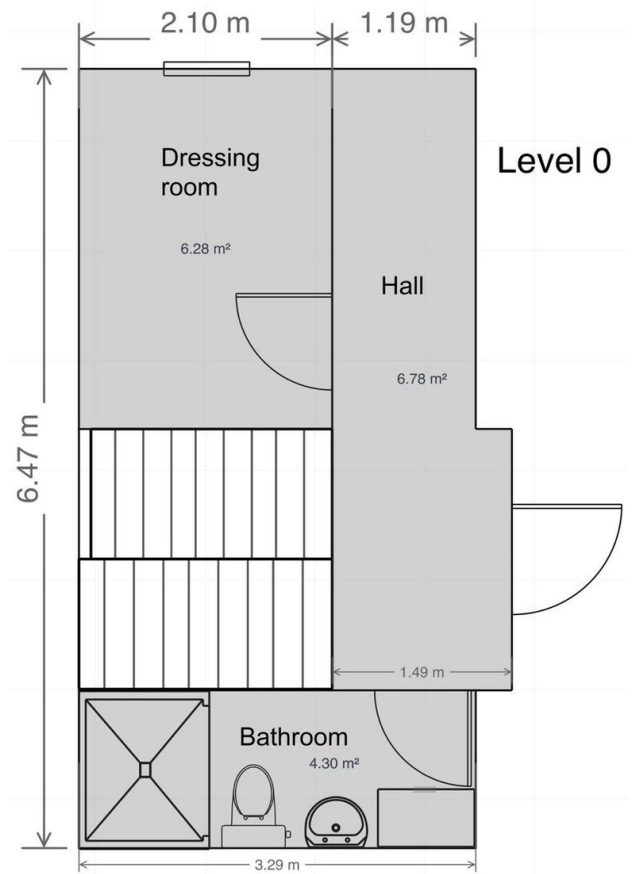 2.10 m
1.19 m
Dressing
room
Level 0
6.28 m²
Hall
6.78 m²
6.47 m
1.49 m
Bathroom
4.30 m²
3.29 m